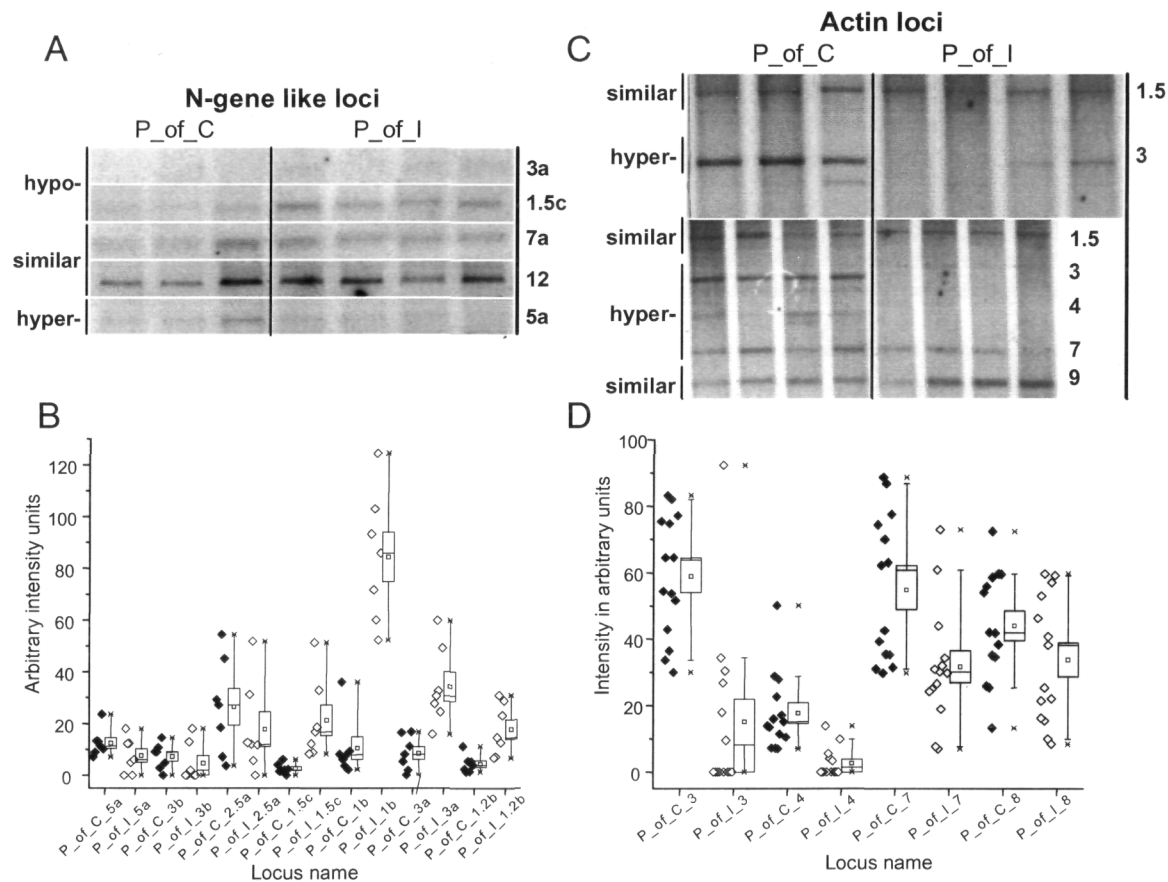 A
N-gene like loci
P_of_C
P_of_I
hypo-
3a
1.5c
similar
7a
12
hyper-
5a
C
Actin loci
P_of_C
P_of_I
similar
1.5
hyper-
3
similar
1.5
3
hyper-
4
7
similar
9
B
Arbitrary intensity units
120
100
80
60
40
20
0
P_of_C_5a
P_of_I_5a
P_of_C_3b
P_of_I_3b
P_of_C_2.5a
P_of_I_2.5a
P_of_C_1.5c
P_of_I_1.5c
P_of_C_1b
P_of_I_1b
P_of_C_3a
P_of_I_3a
P_of_C_1.2b
P_of_I_1.2b
Locus name
D
Intensity in arbitrary units
100
80
60
40
20
0
P_of_C_3
P_of_I_3
P_of_C_4
P_of_I_4
P_of_C_7
P_of_I_7
P_of_C_8
P_of_I_8
Locus name